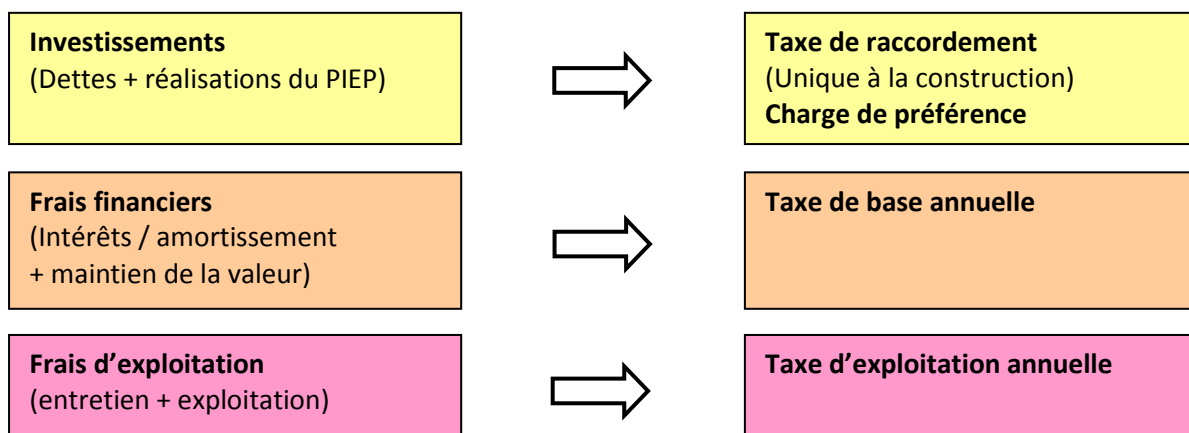 Investissements
(Dettes + réalisations du PIEP)
Taxe de raccordement
(Unique à la construction)
Charge de préférence
Frais financiers
(Intérêts / amortissement
+ maintien de la valeur)
Taxe de base annuelle
Frais d’exploitation
(entretien + exploitation)
Taxe d’exploitation annuelle